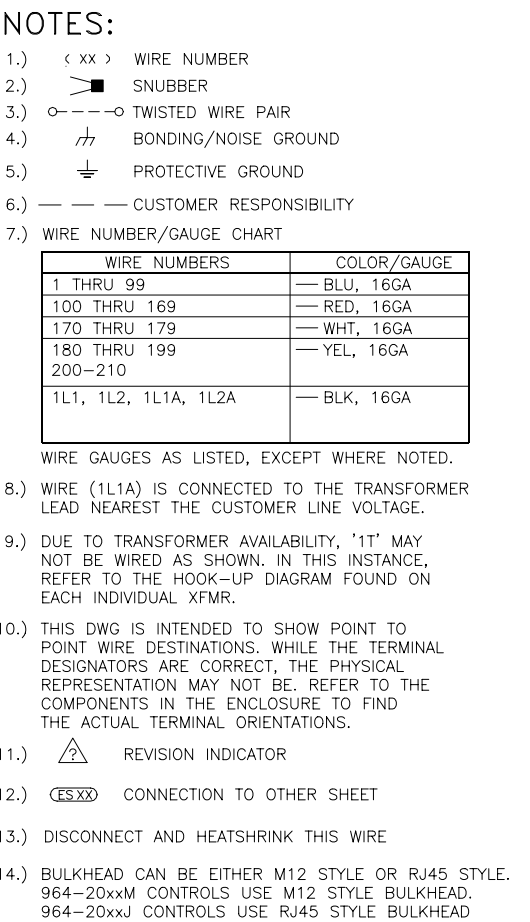 NOTES:
1.) ( XX ) WIRE NUMBER
2.) SNUBBER
3.) TWISTED WIRE PAIR
4.) BONDING/NOISE GROUND
5.) PROTECTIVE GROUND
6.) CUSTOMER RESPONSIBILITY
7.) WIRE NUMBER/GAUGE CHART
WIRE NUMBERS COLOR/GAUGE
1 THRU 99 — BLU, 16GA
100 THRU 169 — RED, 16GA
170 THRU 179 — WHT, 16GA
180 THRU 199 — YEL, 16GA
200-210
1L1, 1L2, 1L1A, 1L2A — BLK, 16GA
WIRE GAUGES AS LISTED, EXCEPT WHERE NOTED.
8.) WIRE (1L1A) IS CONNECTED TO THE TRANSFORMER
LEAD NEAREST THE CUSTOMER LINE VOLTAGE.
9.) DUE TO TRANSFORMER AVAILABILITY, '1T' MAY
NOT BE WIRED AS SHOWN. IN THIS INSTANCE,
REFER TO THE HOOK-UP DIAGRAM FOUND ON
EACH INDIVIDUAL XFMR.
10.) THIS DWG IS INTENDED TO SHOW POINT TO
POINT WIRE DESTINATIONS. WHILE THE TERMINAL
DESIGNATORS ARE CORRECT, THE PHYSICAL
REPRESENTATION MAY NOT BE. REFER TO THE
COMPONENTS IN THE ENCLOSURE TO FIND
THE ACTUAL TERMINAL ORIENTATIONS.
11.) ? REVISION INDICATOR
12.) ES XX CONNECTION TO OTHER SHEET
13.) DISCONNECT AND HEATSHRINK THIS WIRE
14.) BULKHEAD CAN BE EITHER M12 STYLE OR RJ45 STYLE.
964-20xxM CONTROLS USE M12 STYLE BULKHEAD.
964-20xxJ CONTROLS USE RJ45 STYLE BULKHEAD